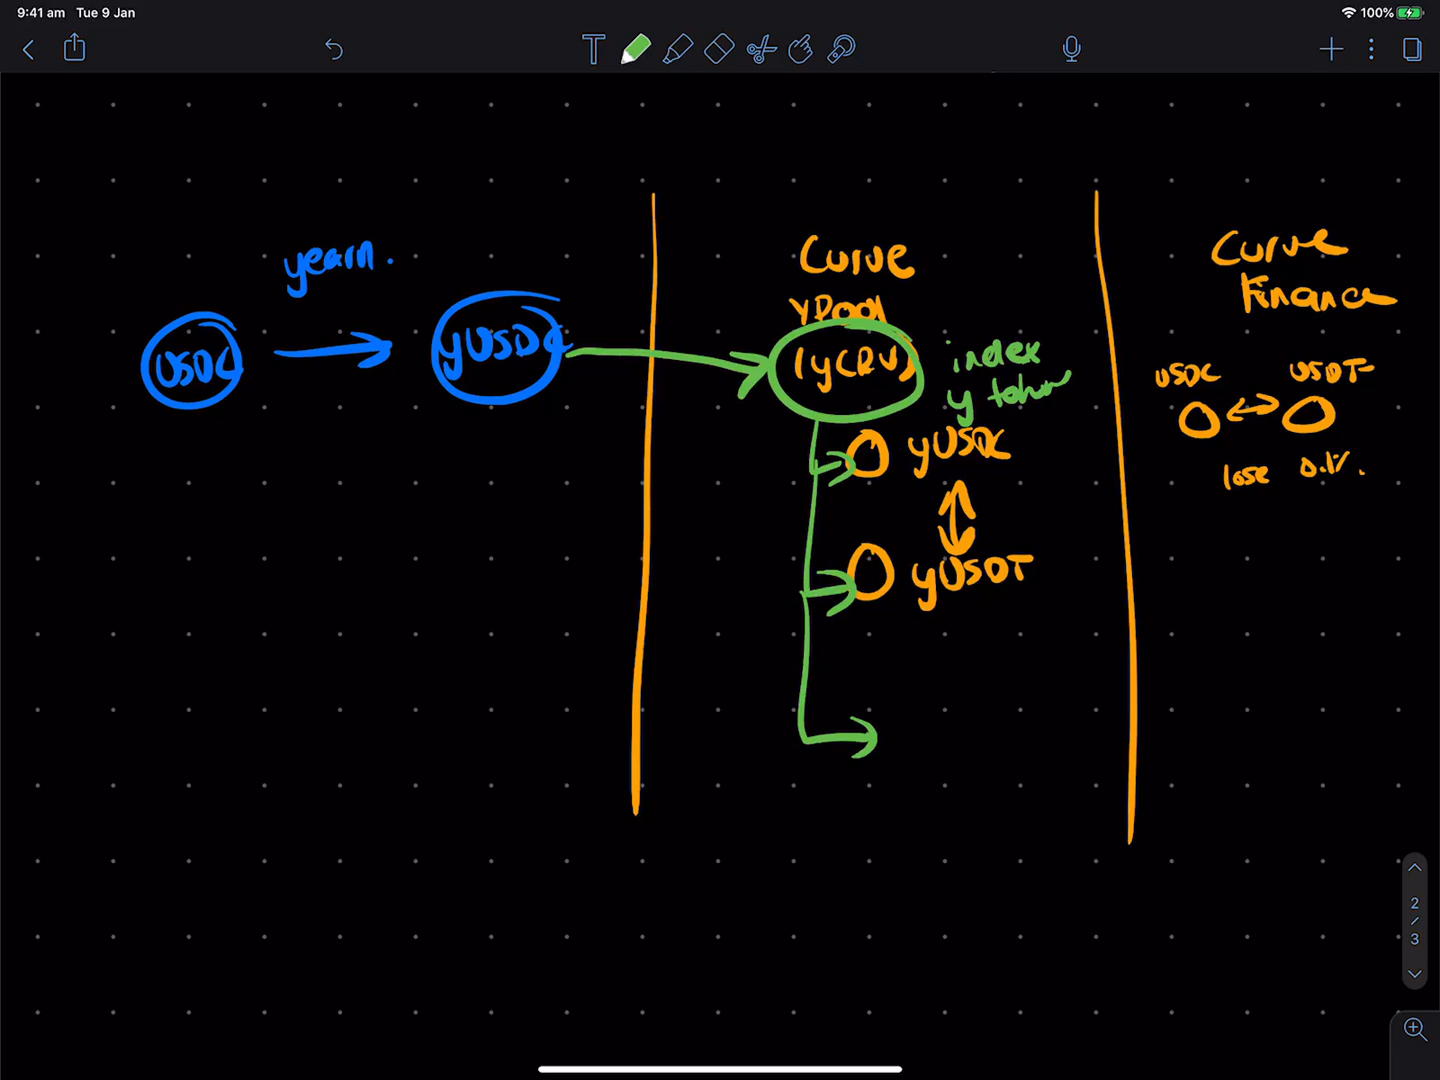 9:41 am Tue 9 Jan
100%
yearn.
USDC
yUSDC
Curve
YPool
(yCRV)
index
y token
yUSDC
yUSDT
Curve
Finance
USDC
USDT
lose 0.1%.
2
/
3